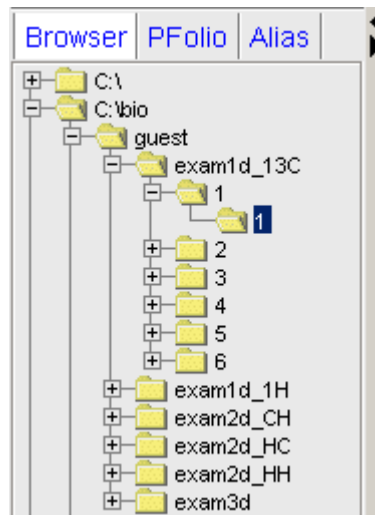 Browser PFolio Alias
C:\
C:\bio
guest
exam1d_13C
1
1
2
3
4
5
6
exam1d_1H
exam2d_CH
exam2d_HC
exam2d_HH
exam3d